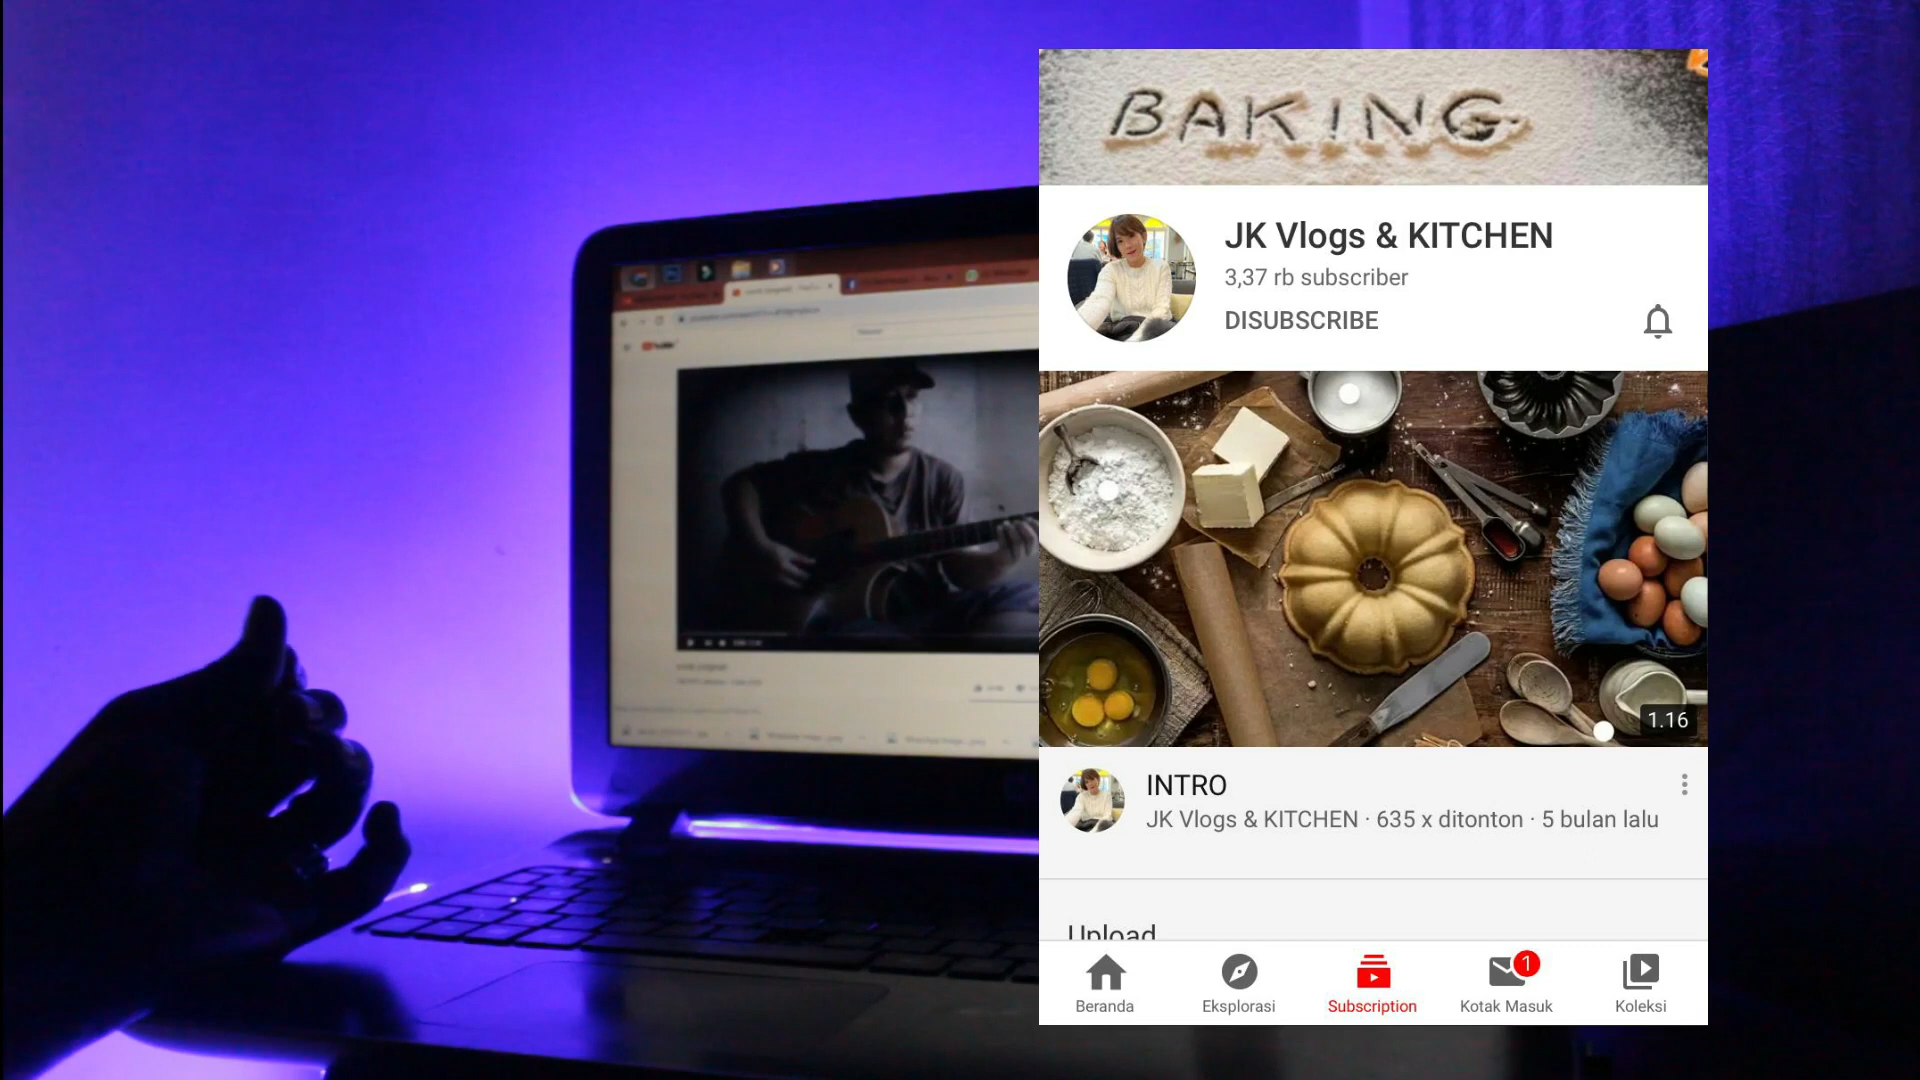 BAKING
JK Vlogs & KITCHEN
3,37 rb subscriber
DISUBSCRIBE
1.16
INTRO
JK Vlogs & KITCHEN · 635 x ditonton · 5 bulan lalu
Upload
1
Beranda
Eksplorasi
Subscription
Kotak Masuk
Koleksi